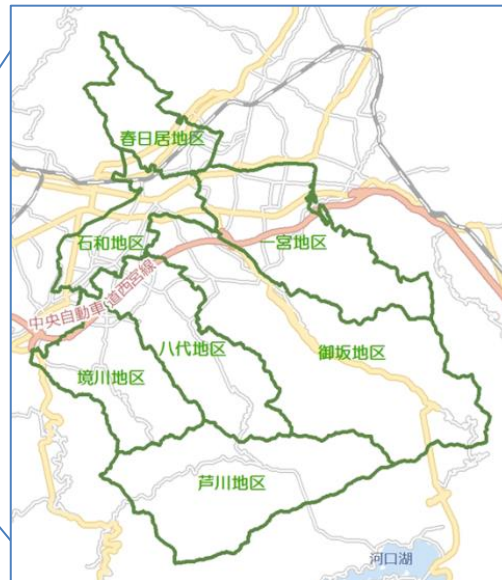 春日居地区
石和地区
一宮地区
中央自動車道西宮線
八代地区
御坂地区
境川地区
芦川地区
河口湖